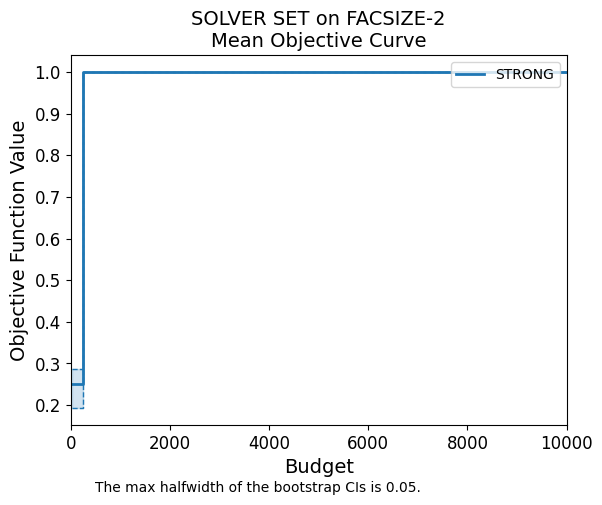 SOLVER SET on FACSIZE-2
Mean Objective Curve
STRONG
Objective Function Value
1.0
0.9
0.8
0.7
0.6
0.5
0.4
0.3
0.2
0 2000 4000 6000 8000 10000
Budget
The max halfwidth of the bootstrap CIs is 0.05.